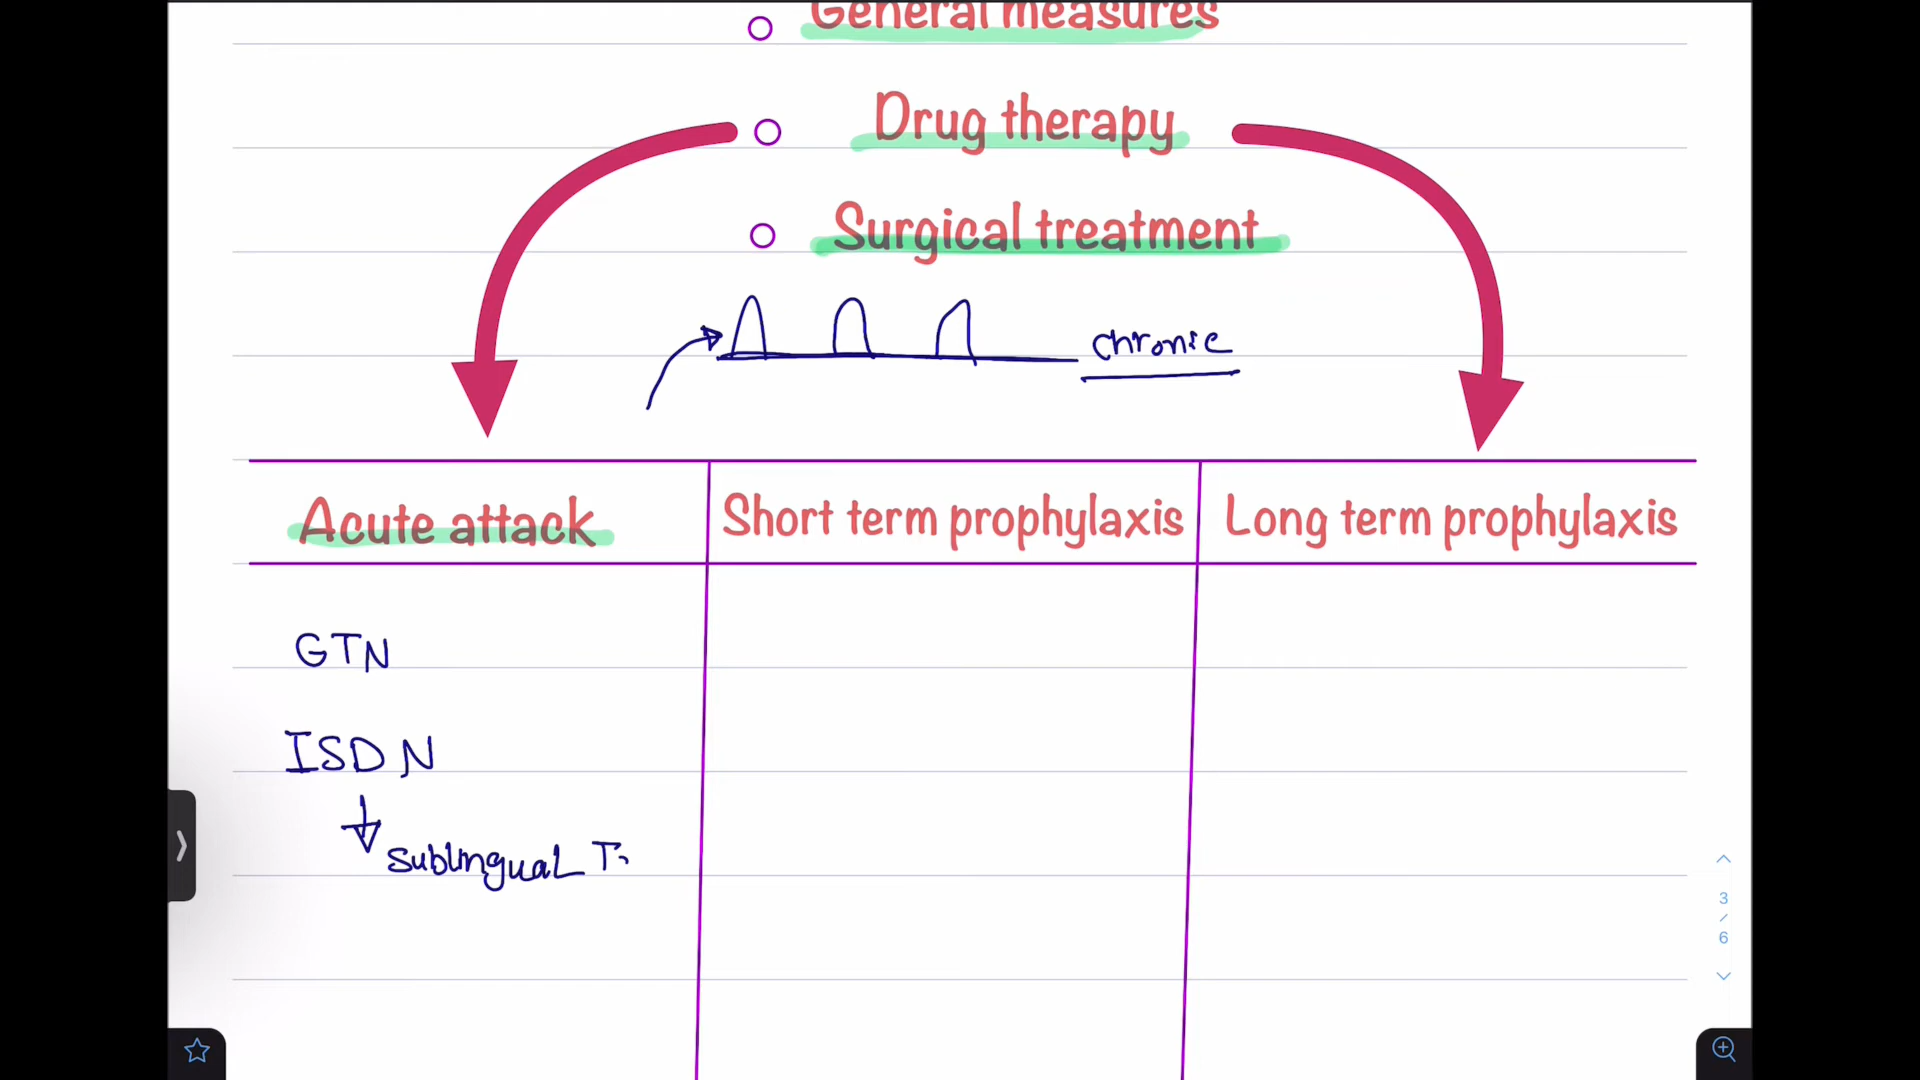 General measures
Drug therapy
Surgical treatment
chronic
Acute attack
Short term prophylaxis
Long term prophylaxis
GTN
ISDN
Sublingual
3
/
6